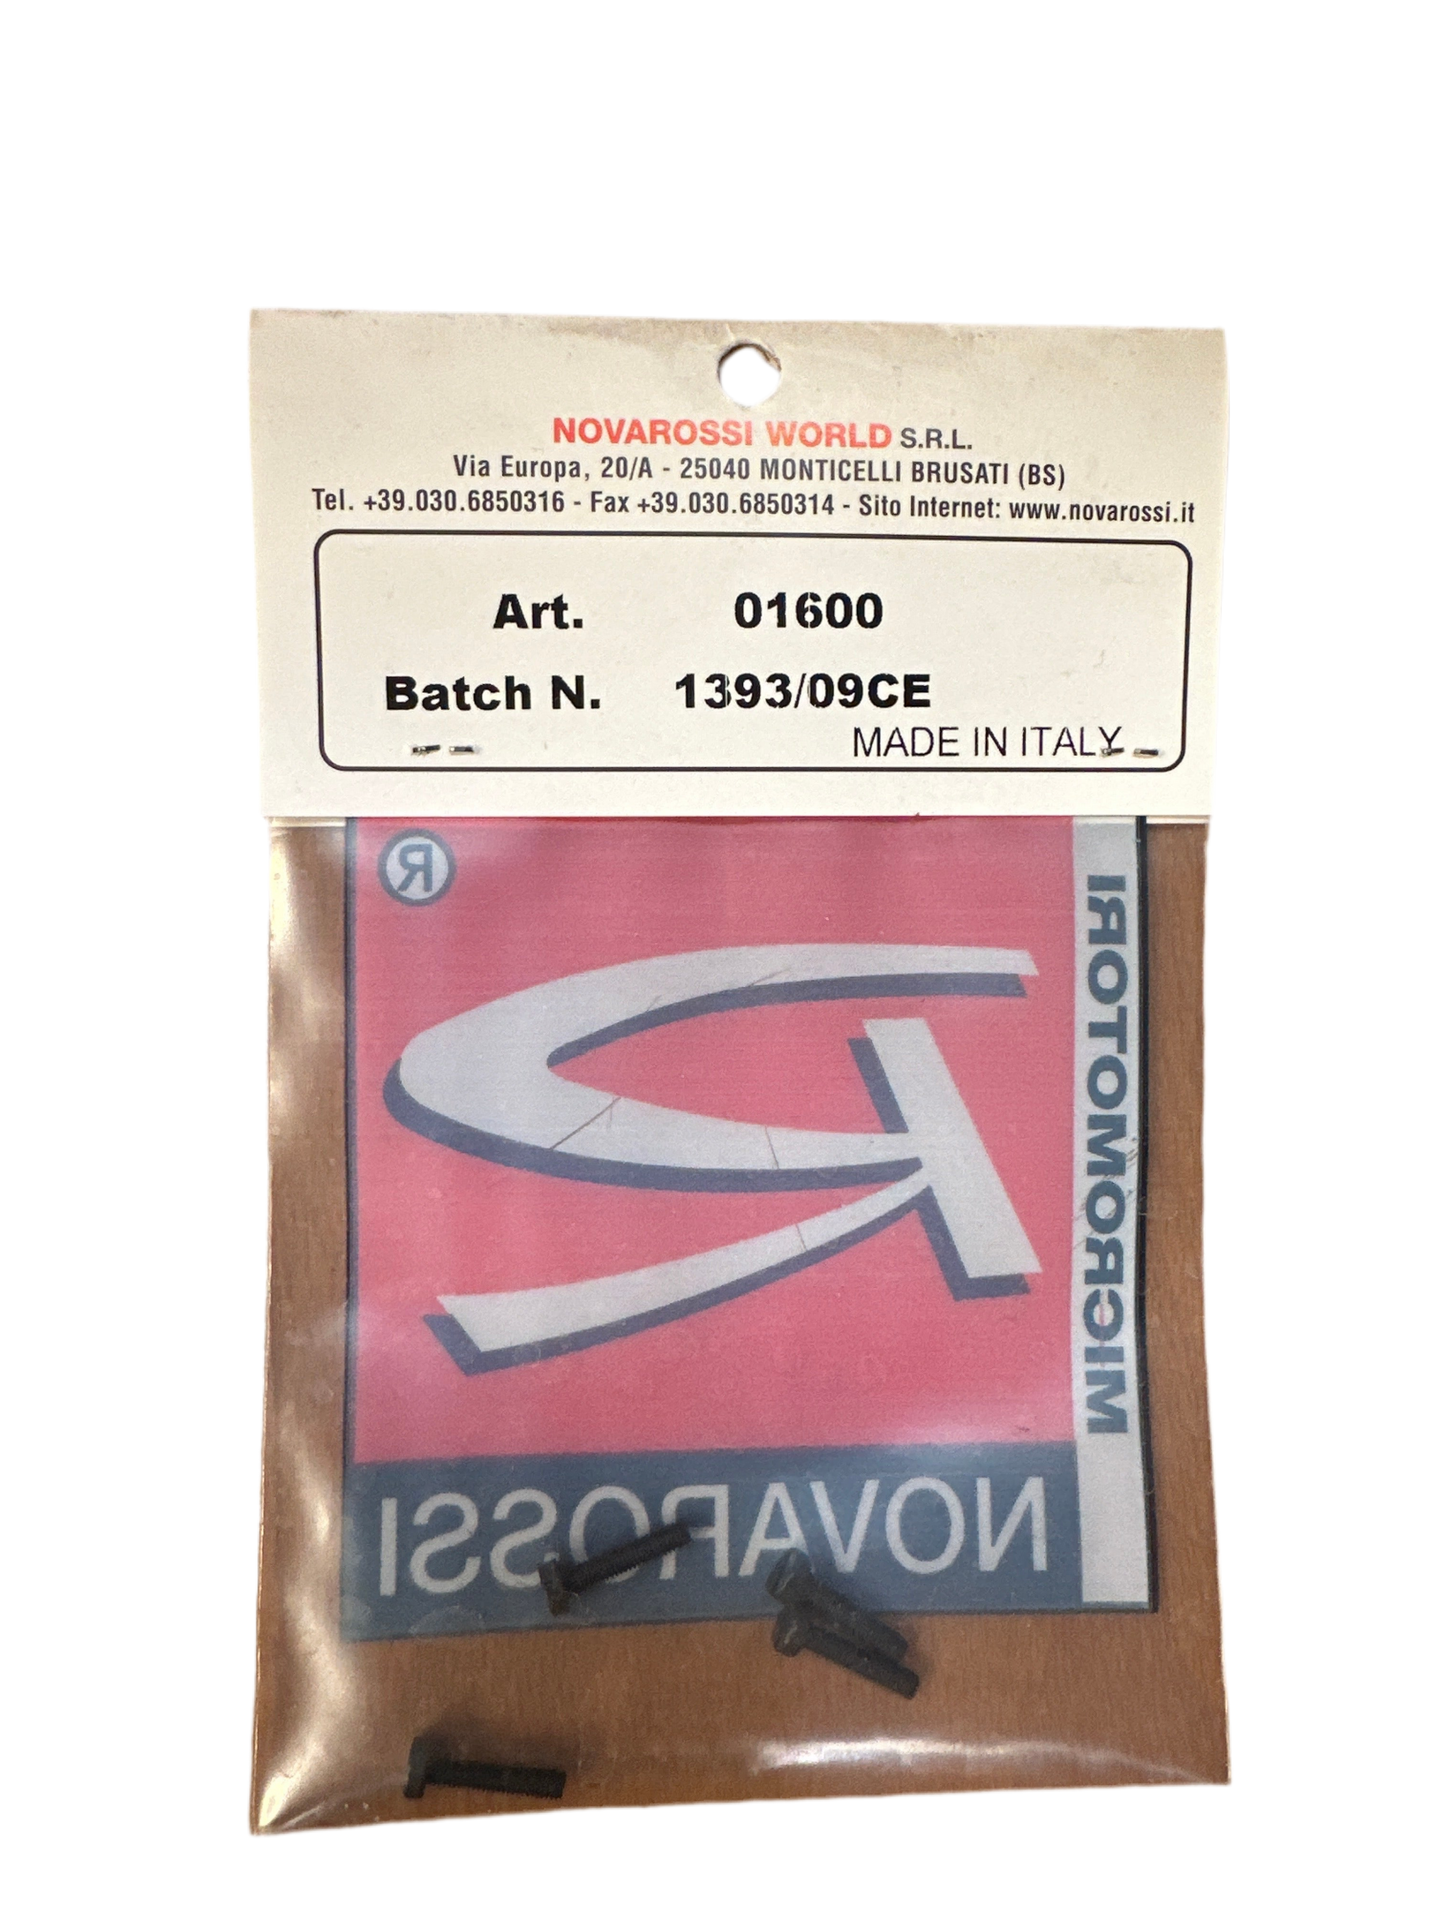 NOVAROSSI WORLD S.R.L.
Via Europa, 20/A - 25040 MONTICELLI BRUSATI (BS)
Tel. +39.030.6850316 - Fax +39.030.6850314 - Sito Internet: www.novarossi.it
Art. 01600
Batch N. 1393/09CE
MADE IN ITALY
®
MICROMOTORI
NOVAROSSI